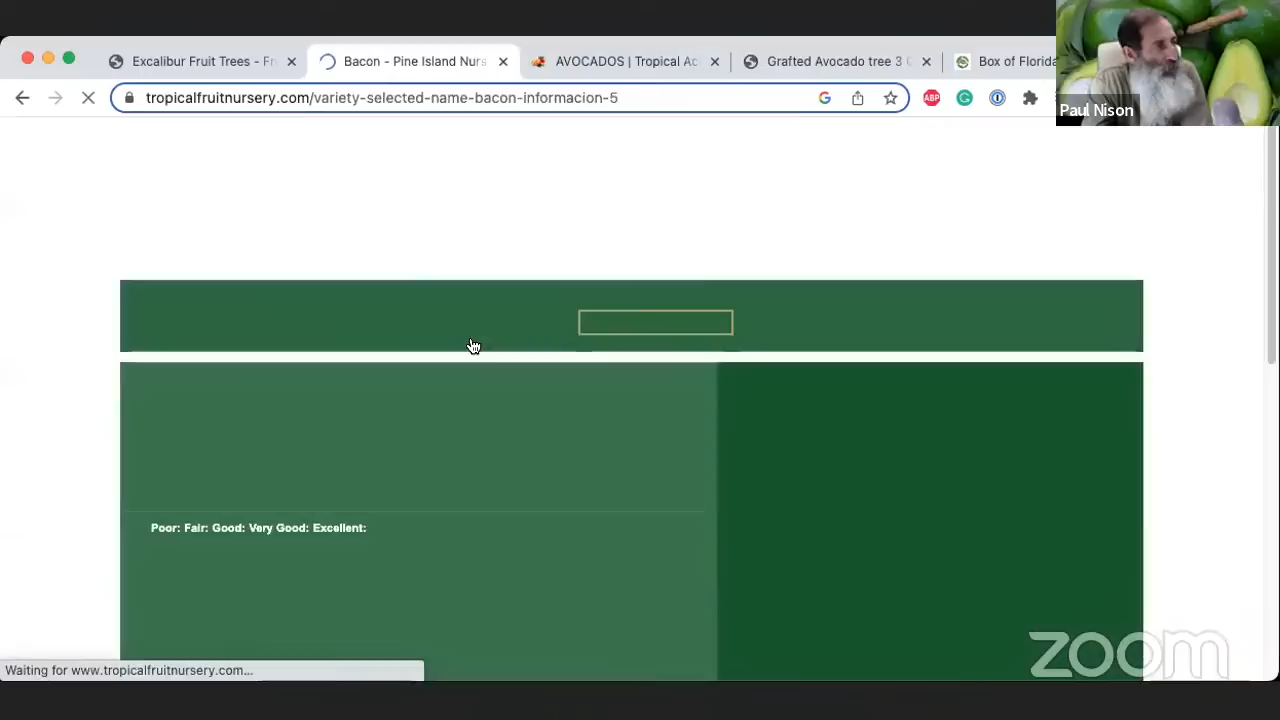 Excalibur Fruit Trees - Fr
Bacon - Pine Island Nurs
AVOCADOS | Tropical Ac
Grafted Avocado tree 3 G
Box of Florida
tropicalfruitnursery.com/variety-selected-name-bacon-informacion-5
ABP
Paul Nison
Poor: Fair: Good: Very Good: Excellent:
Waiting for www.tropicalfruitnursery.com...
zoom